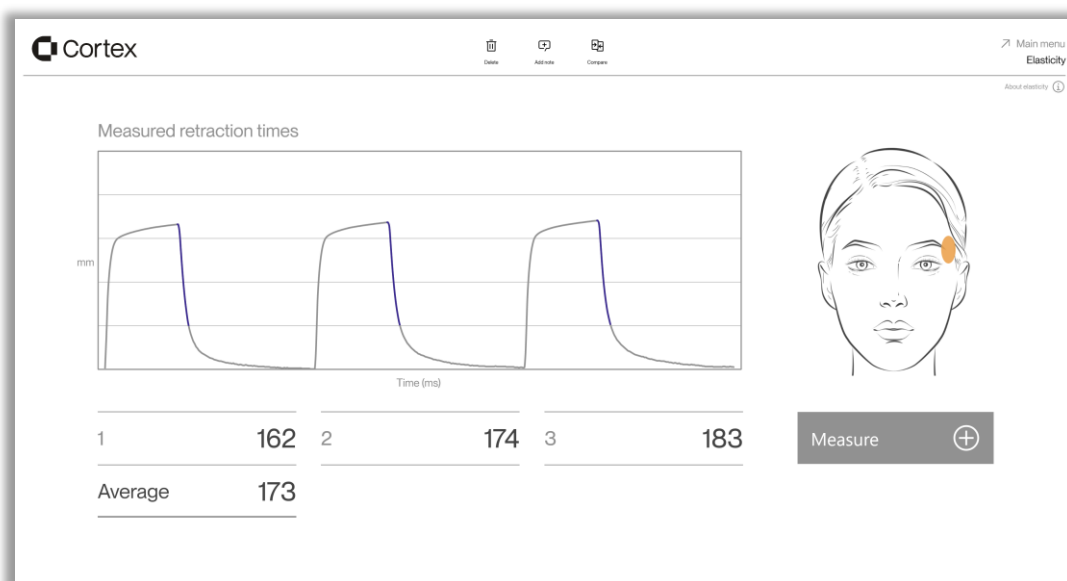 Cortex
Delete
Add note
Compare
Main menu
Elasticity
About elasticity
Measured retraction times
mm
Time (ms)
1 162 2 174 3 183
Measure
Average 173